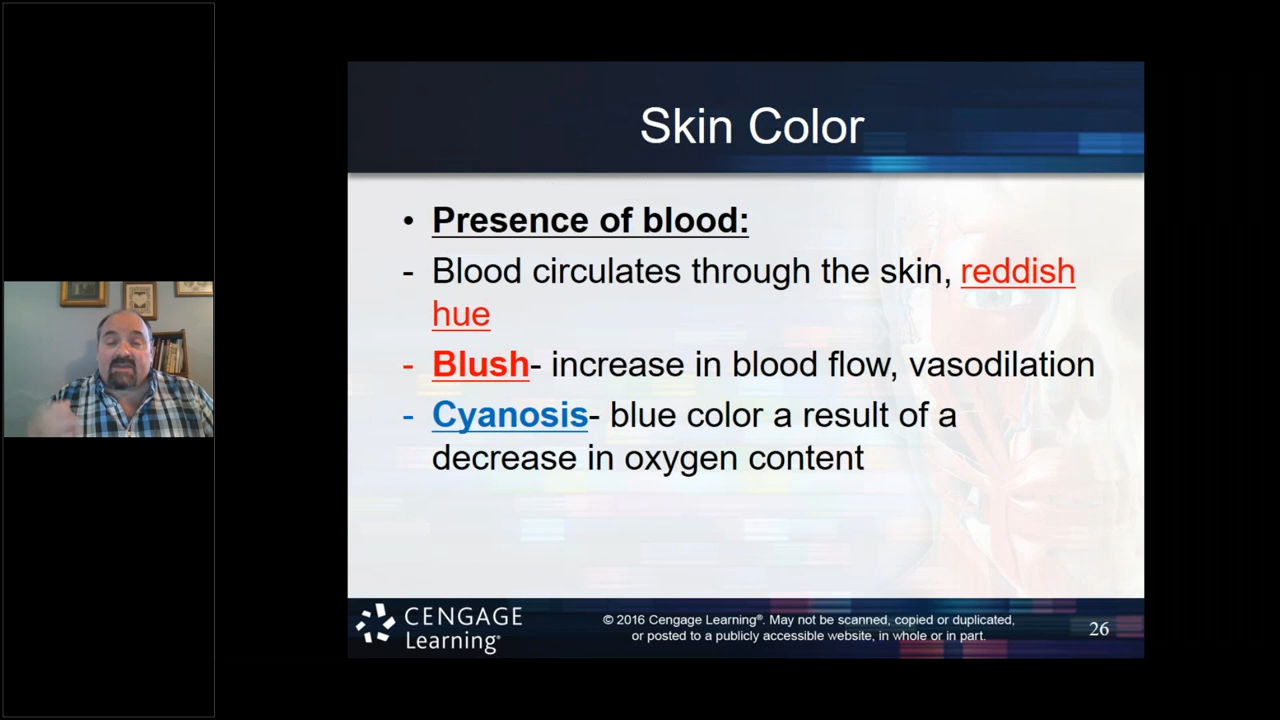 Skin Color
• Presence of blood:
- Blood circulates through the skin, reddish
hue
- Blush- increase in blood flow, vasodilation
- Cyanosis- blue color a result of a
decrease in oxygen content
CENGAGE
Learning®
© 2016 Cengage Learning®. May not be scanned, copied or duplicated,
or posted to a publicly accessible website, in whole or in part.
26